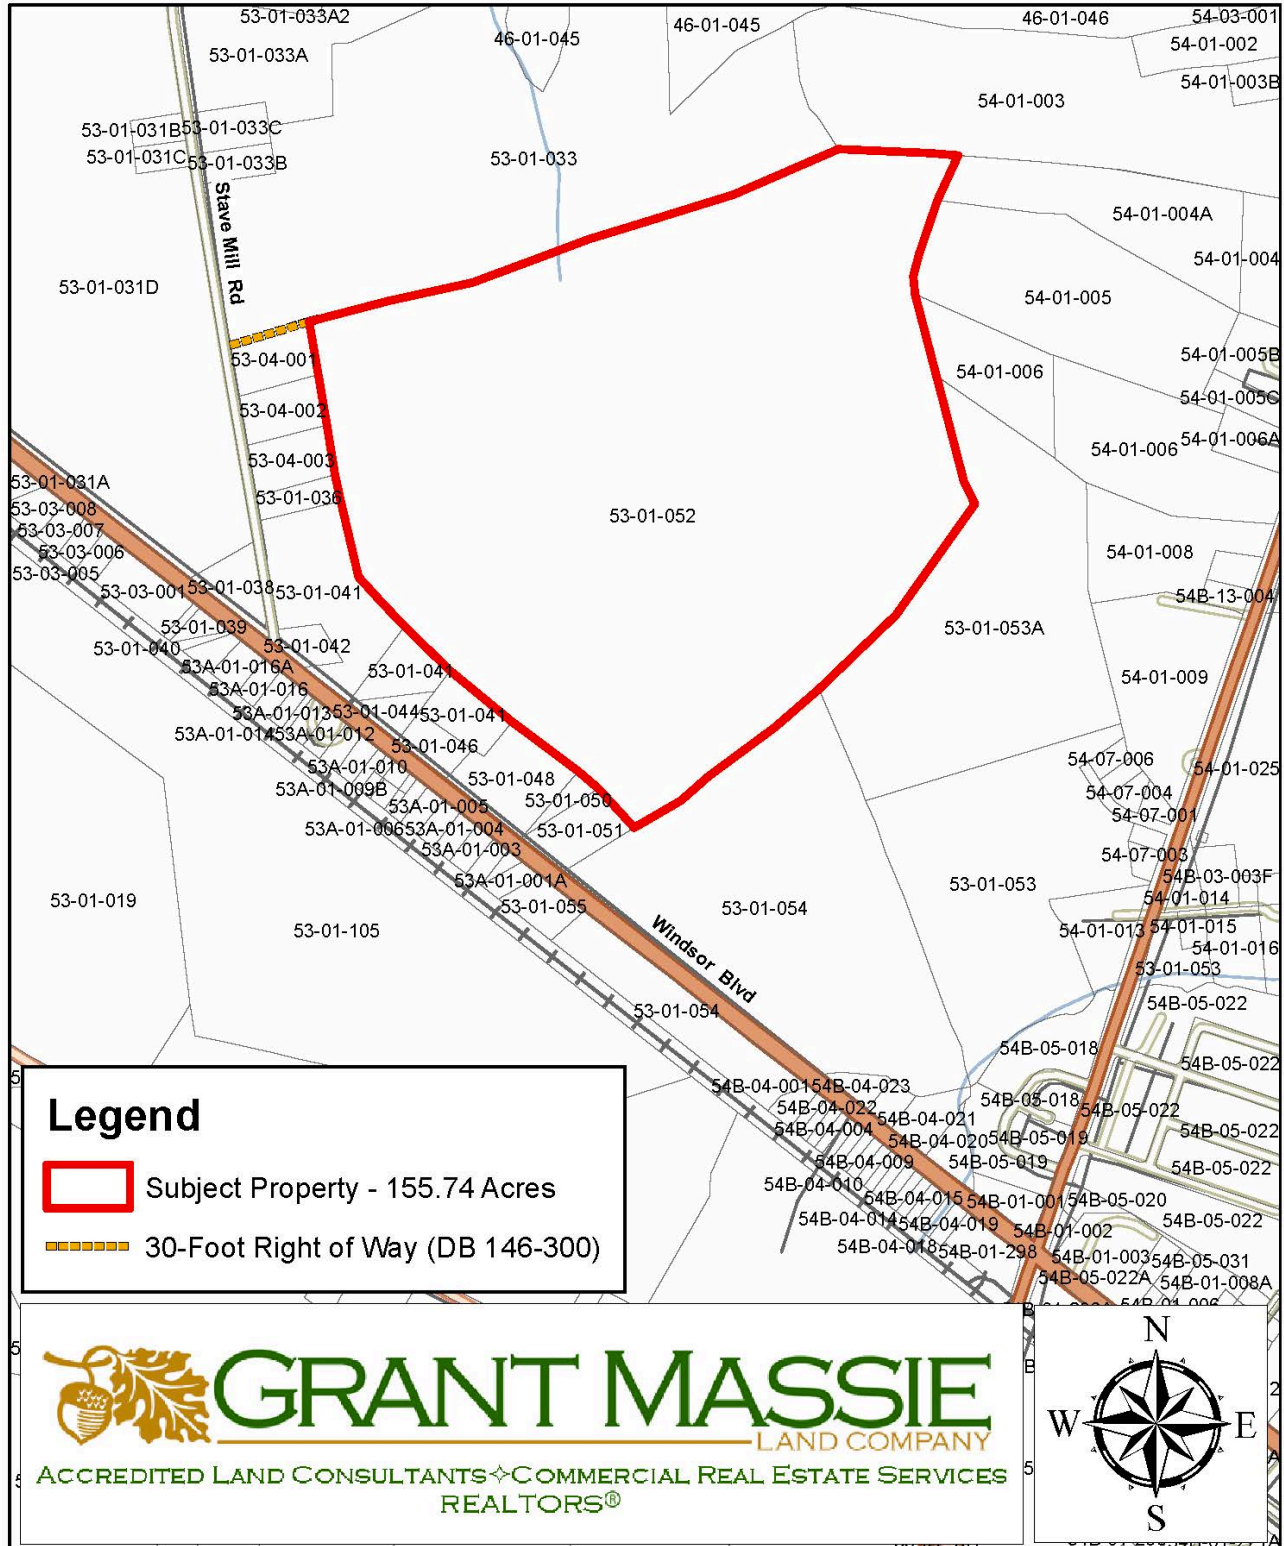 53-01-033A2
46-01-045
46-01-045
46-01-046
54-03-001
54-01-002
53-01-033A
54-01-003B
54-01-003
53-01-031B
53-01-033C
53-01-031C
53-01-033B
53-01-033
Stave Mill Rd
54-01-004A
54-01-004
53-01-031D
54-01-005
53-04-001
54-01-005B
54-01-006
54-01-005C
53-04-002
54-01-006A
54-01-006
53-04-003
53-01-031A
53-01-036
53-03-008
53-01-052
53-03-007
53-03-006
54-01-008
53-03-005
53-03-001
53-01-038
53-01-041
54B-13-004
53-01-039
53-01-053A
53-01-040
53-01-042
53A-01-016A
53-01-041
54-01-009
53A-01-016
53A-01-013
53-01-044
53-01-041
53A-01-014
53A-01-012
53-01-046
54-07-006
53A-01-010
53-01-048
54-01-025
53A-01-009B
54-07-004
53A-01-005
53-01-050
54-07-001
53A-01-006
53A-01-004
53-01-051
53A-01-003
54-07-003
53A-01-001A
54B-03-003F
53-01-053
53-01-019
53-01-055
53-01-054
54-01-014
53-01-105
54-01-013
54-01-015
54-01-016
Windsor Blvd
53-01-053
53-01-054
54B-05-022
54B-05-018
54B-05-022
54B-04-001
54B-04-023
54B-05-018
54B-04-022
54B-04-021
54B-05-022
54B-04-004
54B-04-020
54B-05-019
54B-05-022
54B-04-009
54B-05-019
54B-05-022
54B-04-010
54B-04-015
54B-01-001
54B-05-020
54B-04-014
54B-04-019
54B-01-002
54B-05-022
54B-04-018
54B-01-298
54B-01-003
54B-05-031
54B-05-022A
54B-01-008A
Legend
Subject Property - 155.74 Acres
30-Foot Right of Way (DB 146-300)
GRANT MASSIE
LAND COMPANY
ACCREDITED LAND CONSULTANTS✧COMMERCIAL REAL ESTATE SERVICES
REALTORS®
N
W
E
S